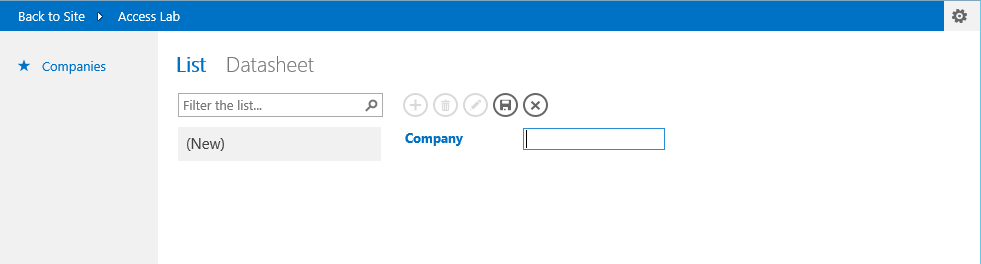 Back to Site Access Lab
Companies
List Datasheet
Filter the list...
(New)
Company